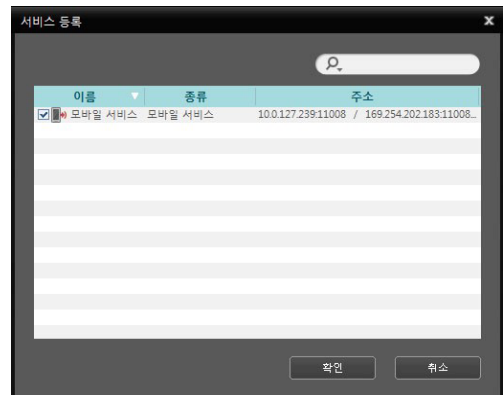 서비스 등록
이름 종류 주소
모바일 서비스 모바일 서비스 10.0.127.239:11008 / 169.254.202.183:11008...
확인 취소